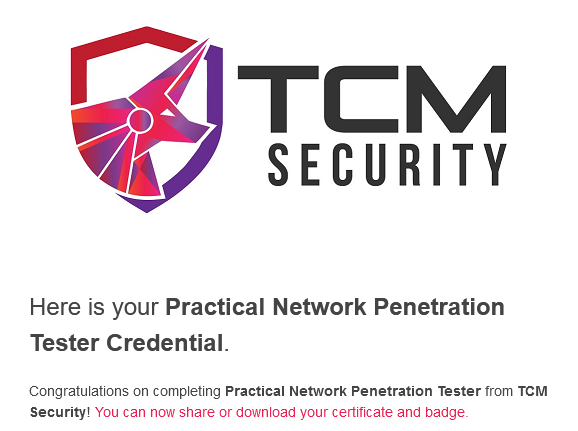 TCM
SECURITY
Here is your Practical Network Penetration
Tester Credential.
Congratulations on completing Practical Network Penetration Tester from TCM
Security! You can now share or download your certificate and badge.